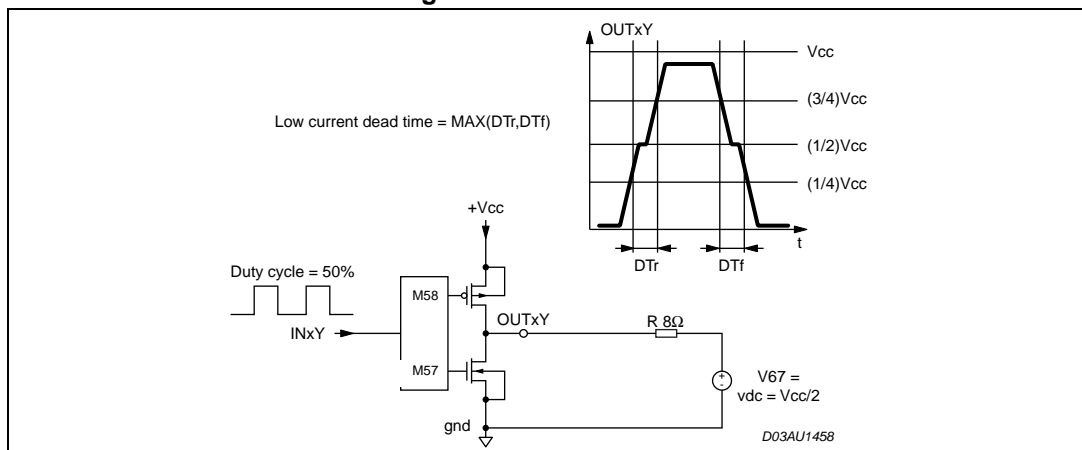 OUTxY
Vcc
(3/4)Vcc
Low current dead time = MAX(DTr,DTf)
(1/2)Vcc
(1/4)Vcc
+Vcc
t
DTr
DTf
Duty cycle = 50%
M58
OUTxY
R 8Ω
INxY
M57
+
-
V67 =
vdc = Vcc/2
gnd
D03AU1458